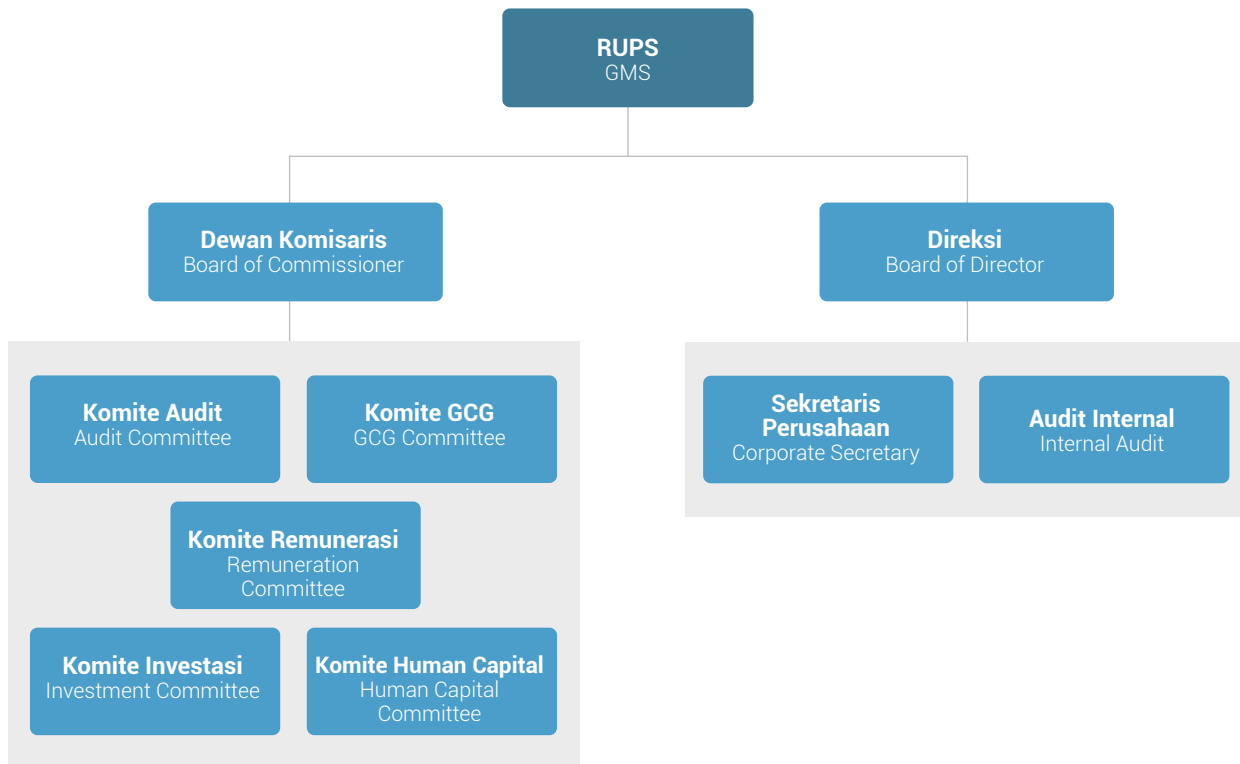 RUPS
GMS
Dewan Komisaris
Board of Commissioner
Direksi
Board of Director
Komite Audit
Audit Committee
Komite GCG
GCG Committee
Komite Remunerasi
Remuneration
Committee
Komite Investasi
Investment Committee
Komite Human Capital
Human Capital
Committee
Sekretaris
Perusahaan
Corporate Secretary
Audit Internal
Internal Audit